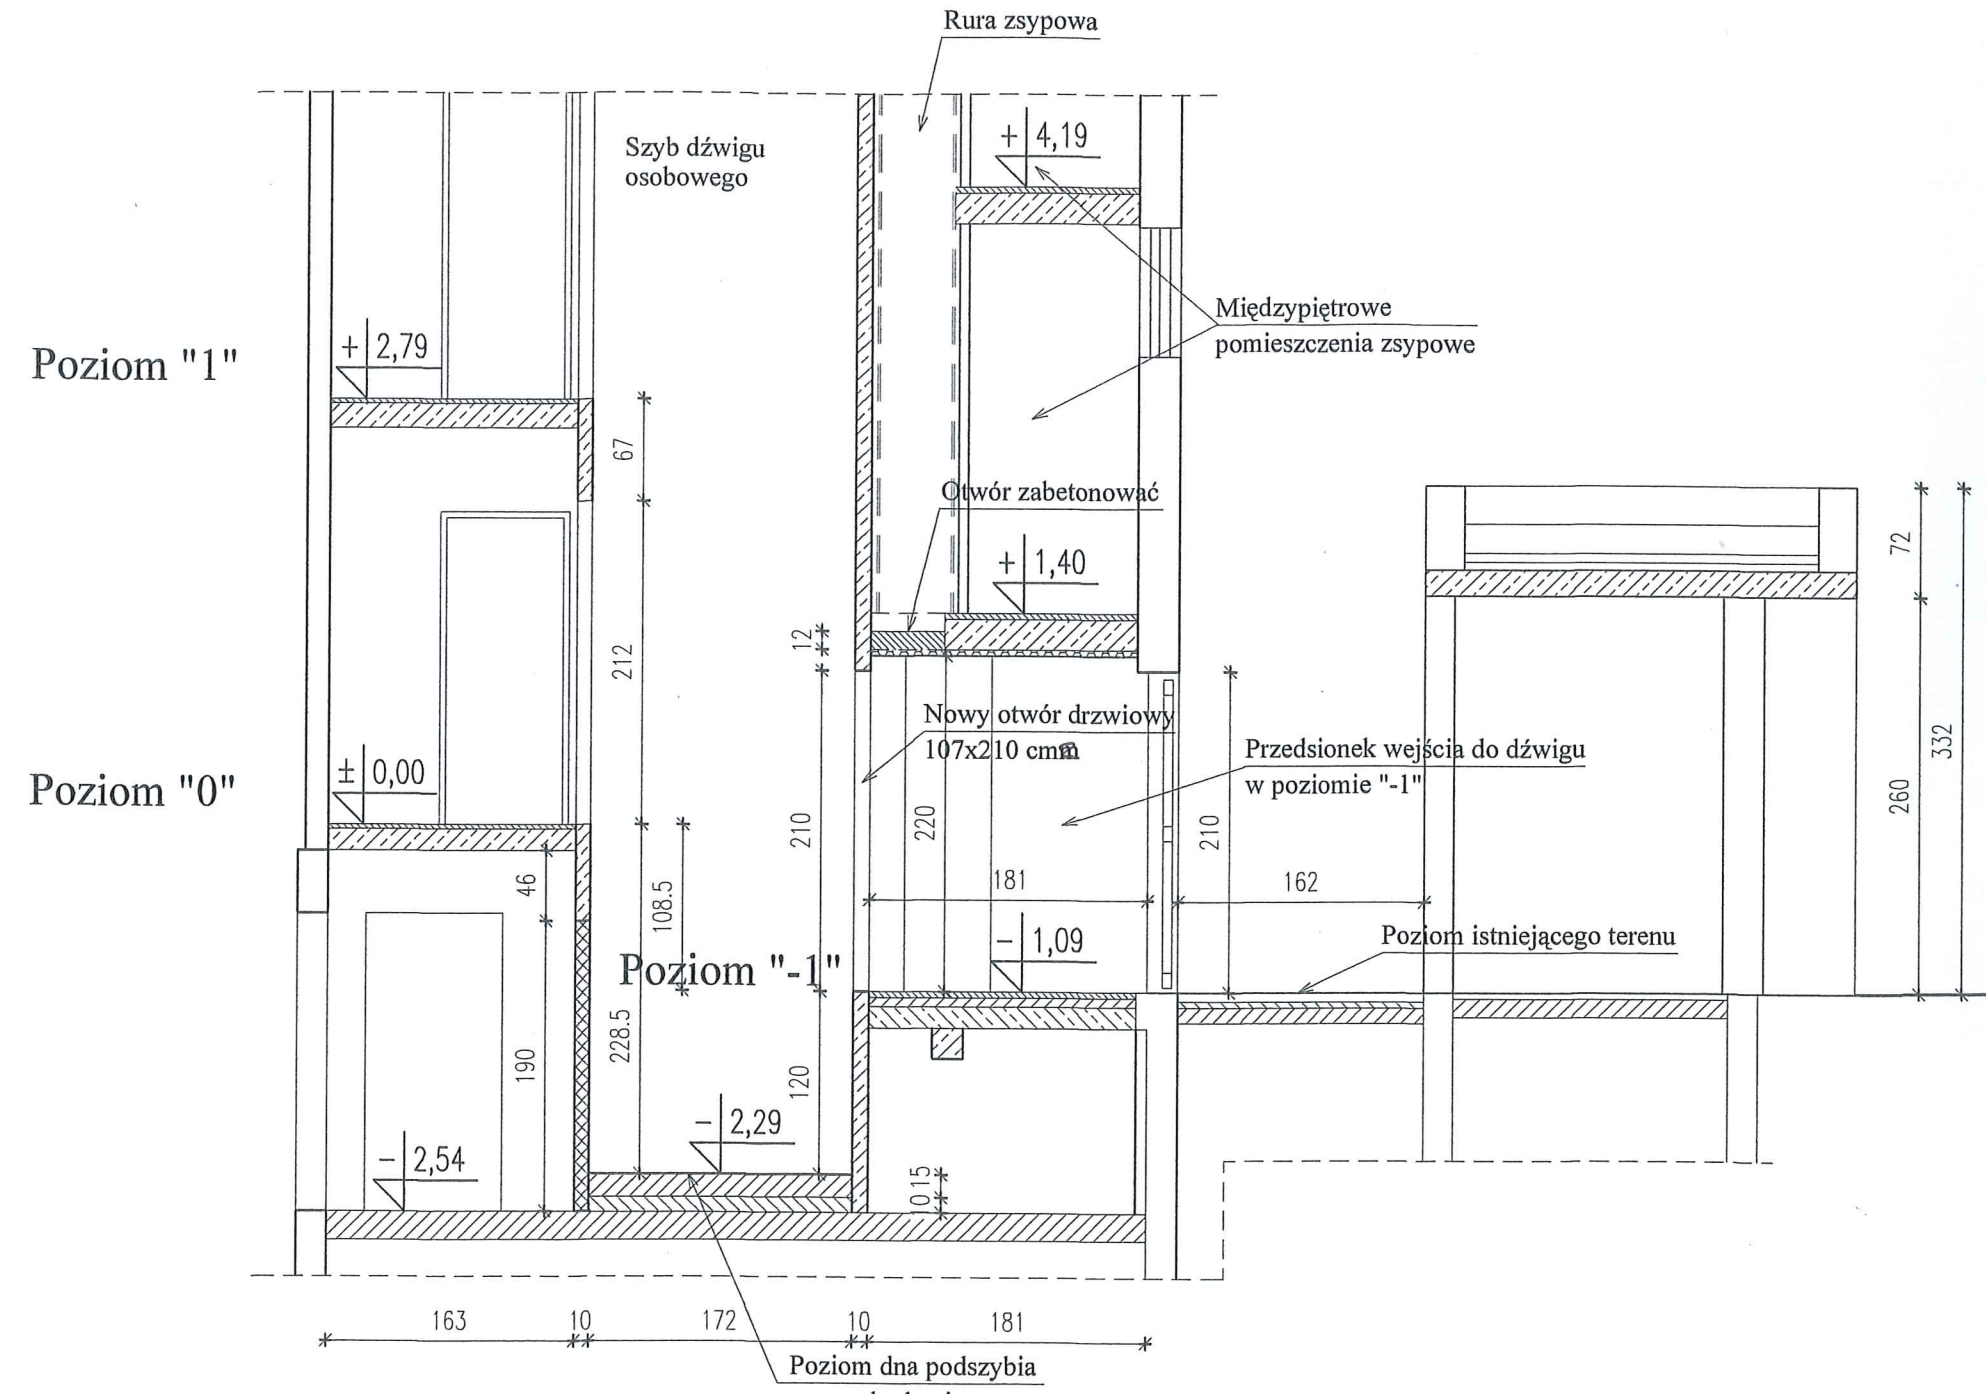 Rura zsypowa
Szyb dźwigu
osobowego
+ 4,19
Międzypiętrowe
pomieszczenia zsypowe
Poziom "1"
+ 2,79
67
Otwór zabetonować
+ 1,40
72
12
212
332
260
Nowy otwór drzwiowy
107x210 cm
Przedsionek wejścia do dźwigu
w poziomie "-1"
Poziom "0"
± 0,00
210
220
210
46
108.5
181
162
Poziom "-1"
- 1,09
Poziom istniejącego terenu
190
228.5
120
- 2,29
- 2,54
15
10
163
10
172
10
181
Poziom dna podszybia